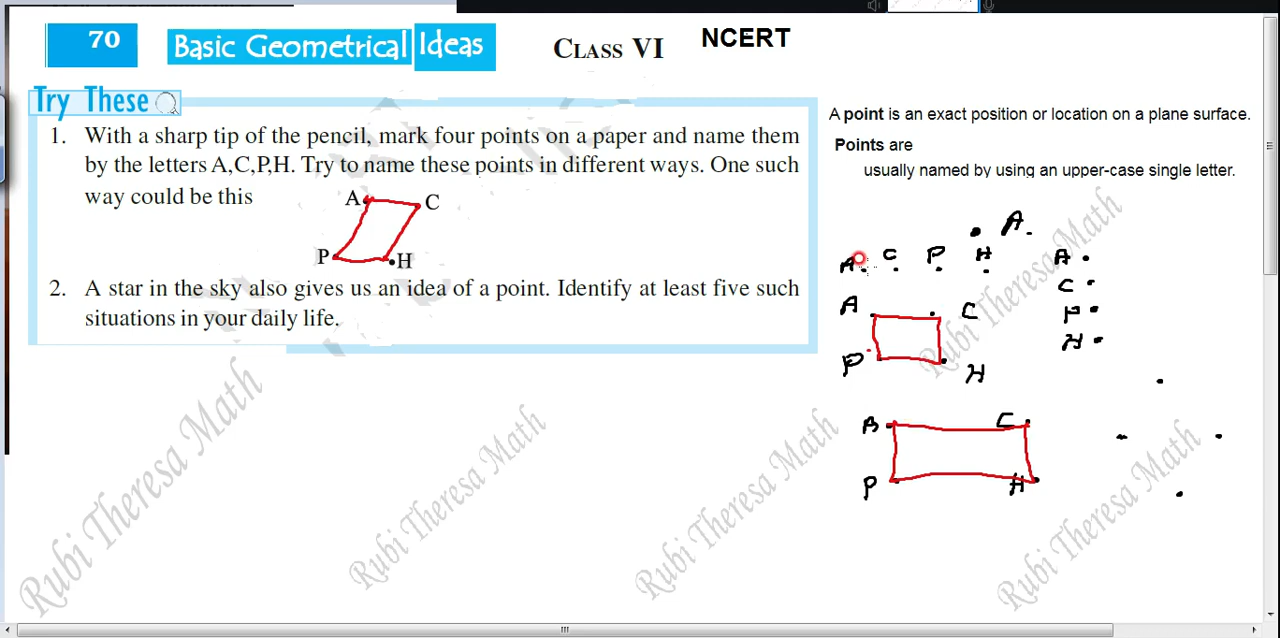 70
Basic Geometrical Ideas
CLASS VI
NCERT
Try These
1. With a sharp tip of the pencil, mark four points on a paper and name them
by the letters A,C,P,H. Try to name these points in different ways. One such
way could be this
A
C
P
H
2. A star in the sky also gives us an idea of a point. Identify at least five such
situations in your daily life.
A point is an exact position or location on a plane surface.
Points are
usually named by using an upper-case single letter.
A.
A C P H
A
C
P
H
A C
P H
A C
P H
Rubi Theresa Math
Rubi Theresa Math
Rubi Theresa Math
Rubi Theresa Math
Rubi Theresa Math